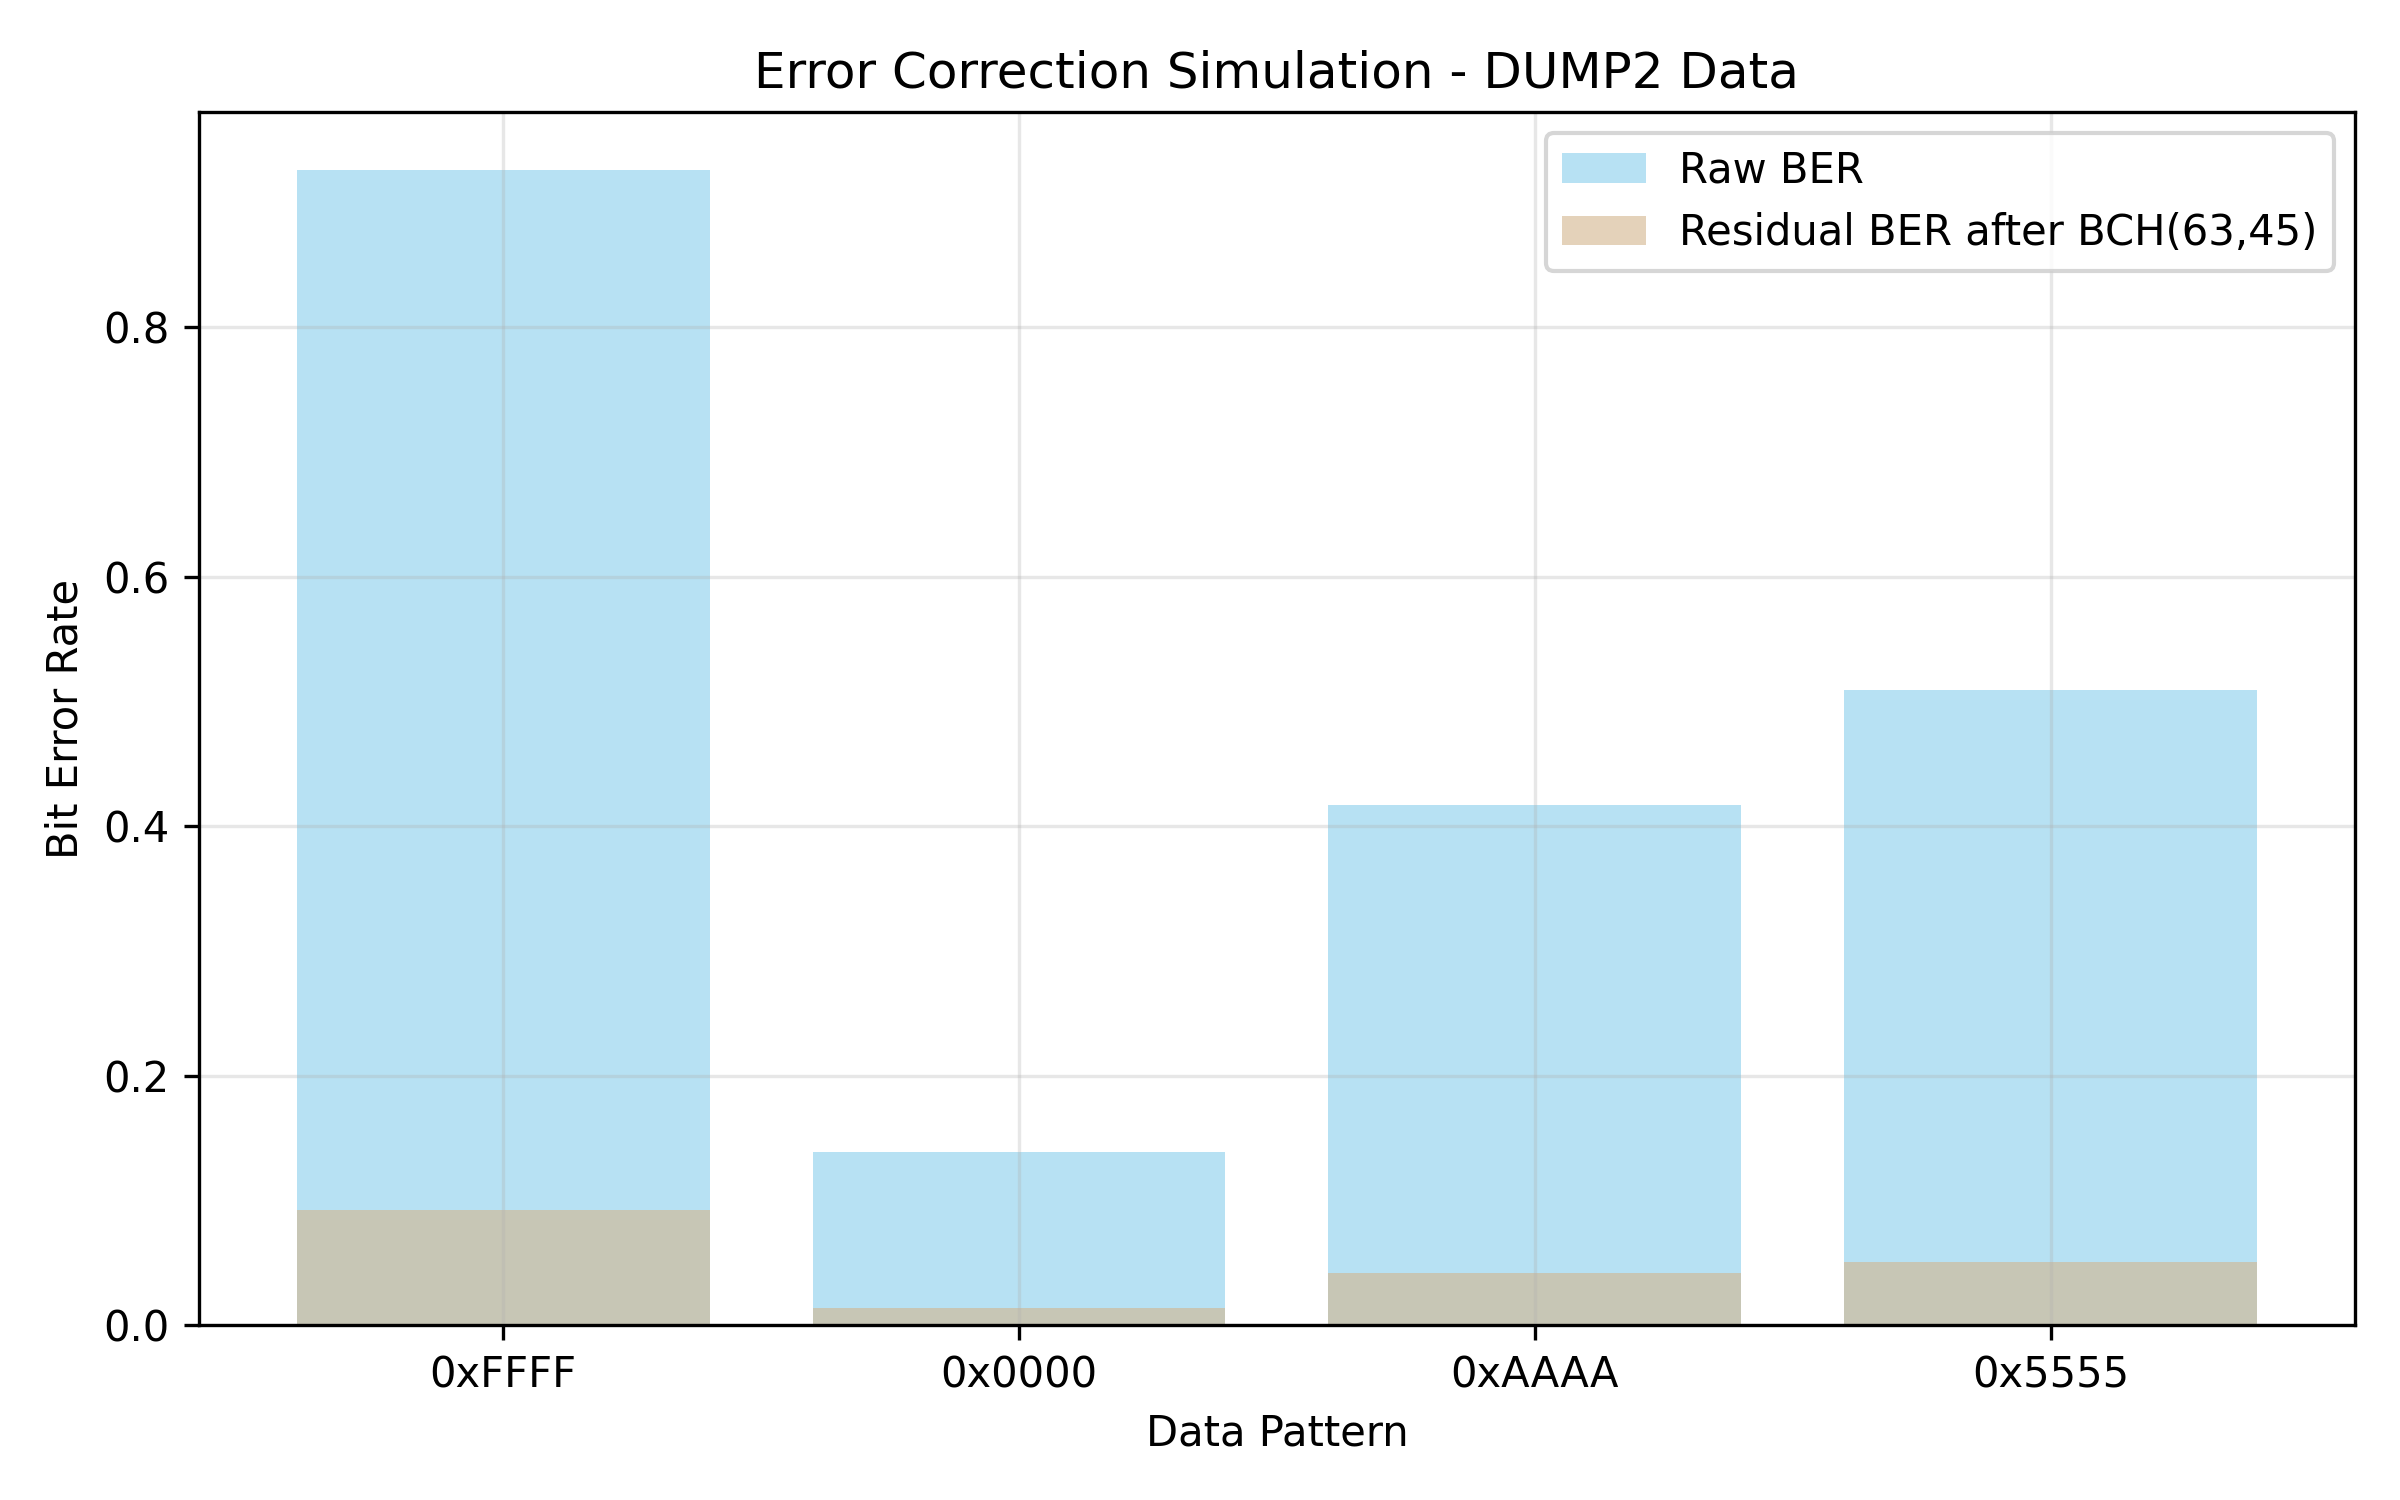 Error Correction Simulation - DUMP2 Data
Raw BER
Residual BER after BCH(63,45)
Bit Error Rate
0.8
0.6
0.4
0.2
0.0
0xFFFF 0x0000 0xAAAA 0x5555
Data Pattern